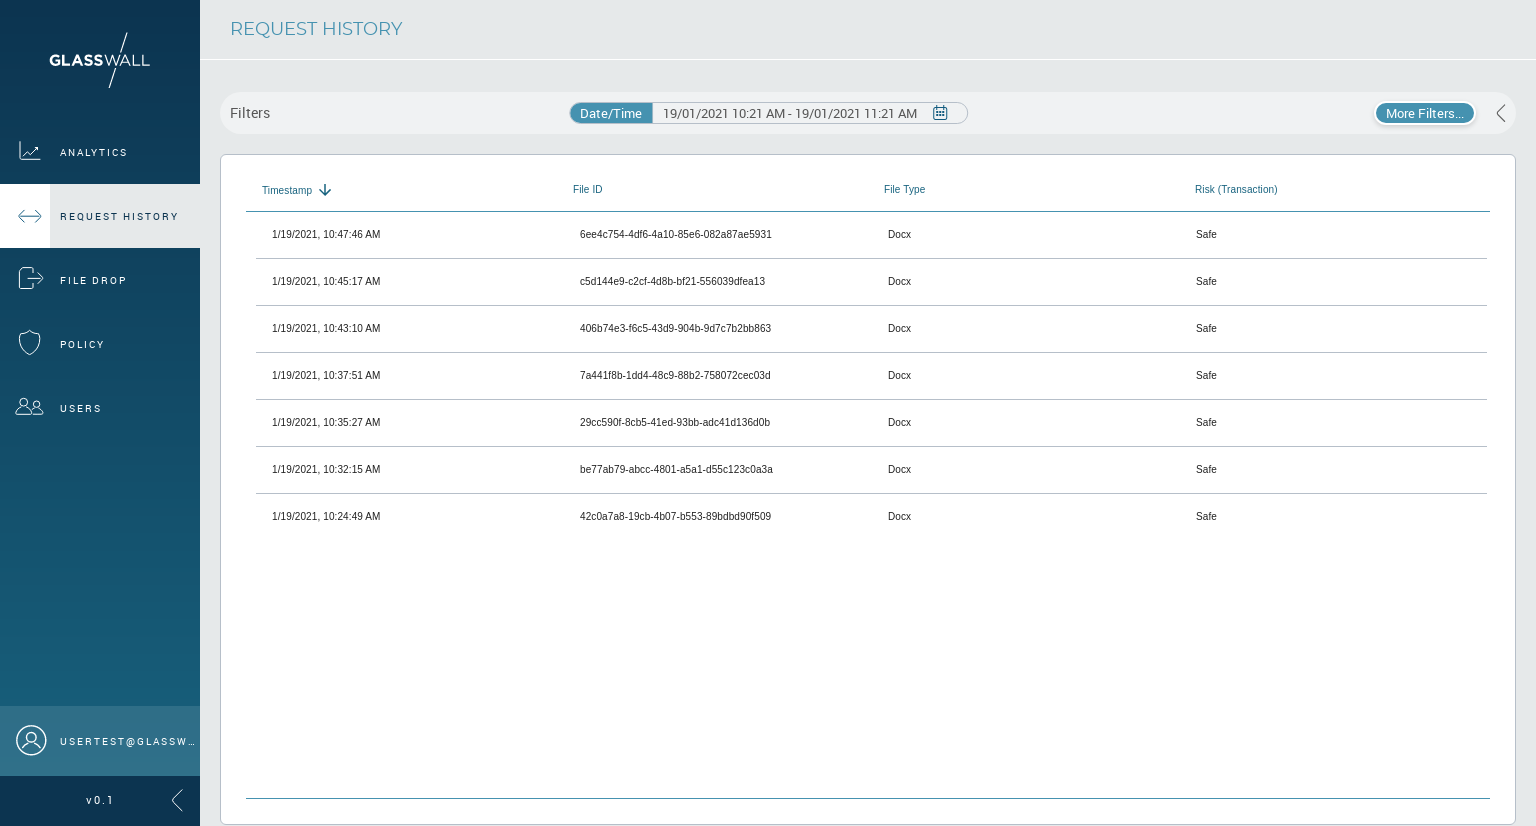 GLASSWALL
ANALYTICS
REQUEST HISTORY
FILE DROP
POLICY
USERS
USERTEST@GLASSW…
v0.1
REQUEST HISTORY
Filters Date/Time 19/01/2021 10:21 AM - 19/01/2021 11:21 AM More Filters...
Timestamp File ID File Type Risk (Transaction)
1/19/2021, 10:47:46 AM 6ee4c754-4df6-4a10-85e6-082a87ae5931 Docx Safe
1/19/2021, 10:45:17 AM c5d144e9-c2cf-4d8b-bf21-556039dfea13 Docx Safe
1/19/2021, 10:43:10 AM 406b74e3-f6c5-43d9-904b-9d7c7b2bb863 Docx Safe
1/19/2021, 10:37:51 AM 7a441f8b-1dd4-48c9-88b2-758072cec03d Docx Safe
1/19/2021, 10:35:27 AM 29cc590f-8cb5-41ed-93bb-adc41d136d0b Docx Safe
1/19/2021, 10:32:15 AM be77ab79-abcc-4801-a5a1-d55c123c0a3a Docx Safe
1/19/2021, 10:24:49 AM 42c0a7a8-19cb-4b07-b553-89bdbd90f509 Docx Safe